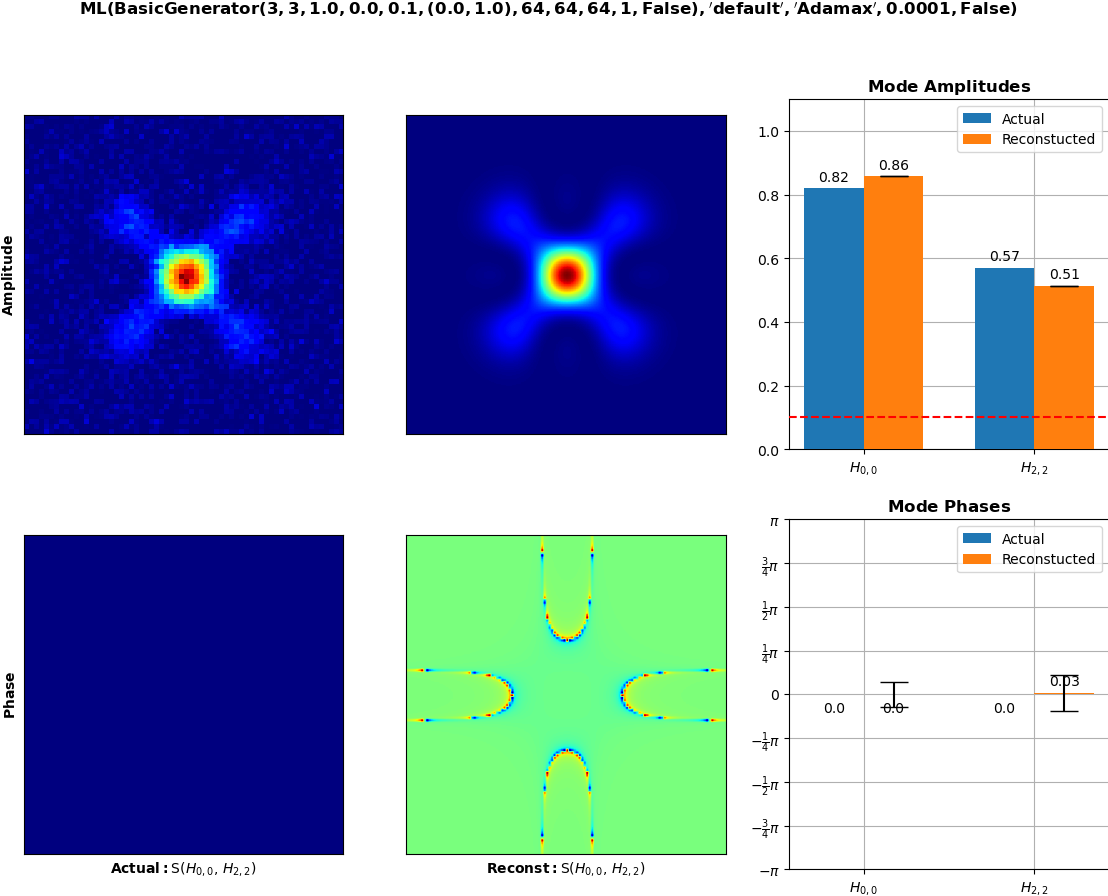 ML(BasicGenerator(3, 3, 1.0, 0.0, 0.1, (0.0, 1.0), 64, 64, 64, 1, False), ′default′, ′Adamax′, 0.0001, False)
Amplitude
Mode Amplitudes
Actual
Reconstucted
1.0
0.8
0.6
0.4
0.2
0.0
0.82
0.86
0.57
0.51
H0, 0
H2, 2
Phase
Actual: S(H0, 0, H2, 2)
Reconst: S(H0, 0, H2, 2)
Mode Phases
Actual
Reconstucted
π
3/4π
1/2π
1/4π
0
−1/4π
−1/2π
−3/4π
−π
0.0
0.0
0.0
0.03
H0, 0
H2, 2